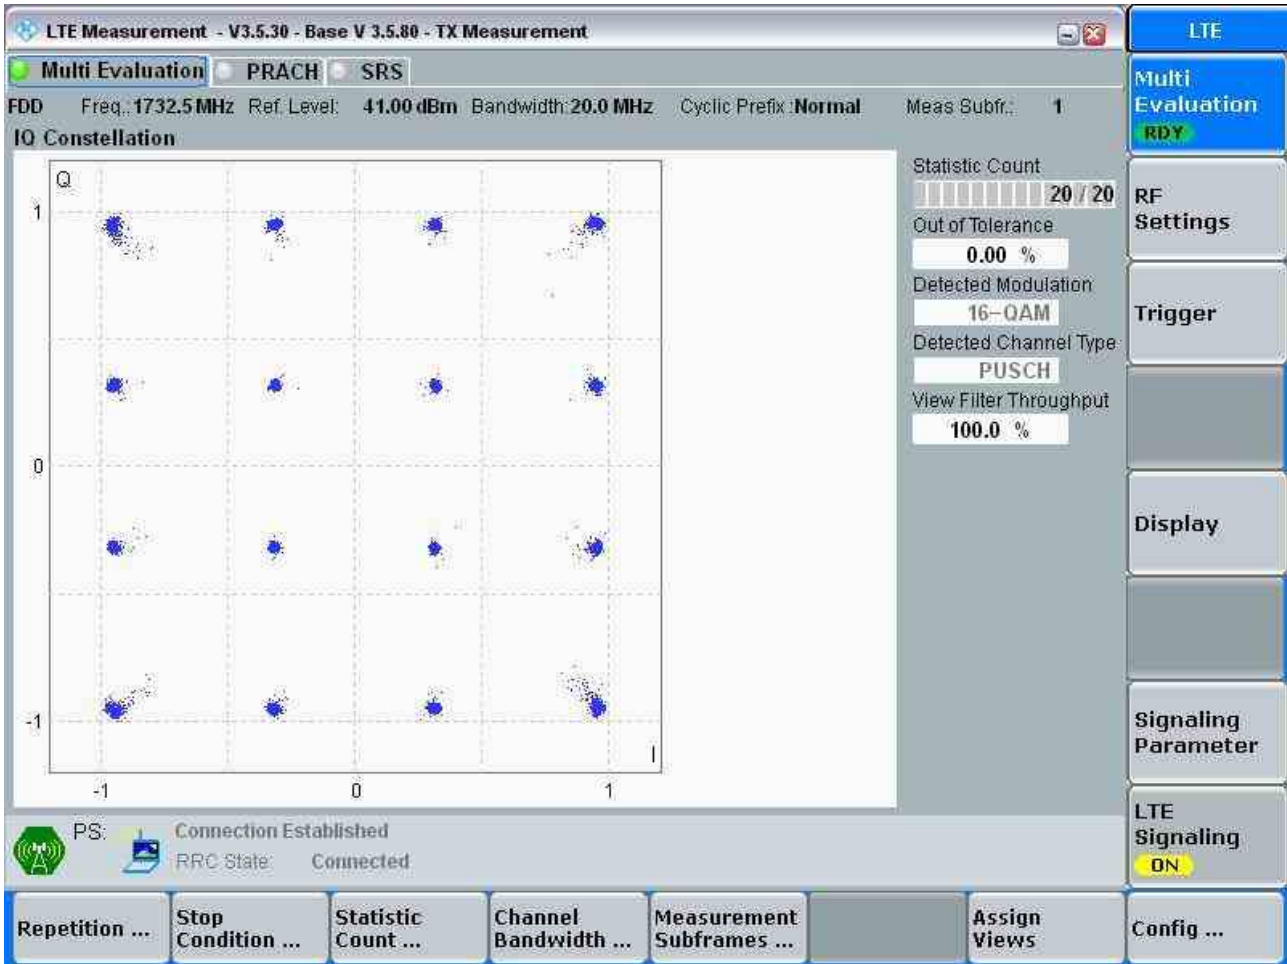 LTE Measurement - V3.5.30 - Base V 3.5.80 - TX Measurement
LTE
Multi Evaluation PRACH SRS
FDD Freq.: 1732.5 MHz Ref. Level: 41.00 dBm Bandwidth: 20.0 MHz Cyclic Prefix : Normal Meas Subfr.: 1
IQ Constellation
Q
1
0
-1
-1 0 1
I
Statistic Count
20 / 20
Out of Tolerance
0.00 %
Detected Modulation
16-QAM
Detected Channel Type
PUSCH
View Filter Throughput
100.0 %
Multi
Evaluation
RDY
RF
Settings
Trigger
Display
Signaling
Parameter
LTE
Signaling
ON
PS: Connection Established
RRC State: Connected
Repetition ...
Stop
Condition ...
Statistic
Count ...
Channel
Bandwidth ...
Measurement
Subframes ...
Assign
Views
Config ...